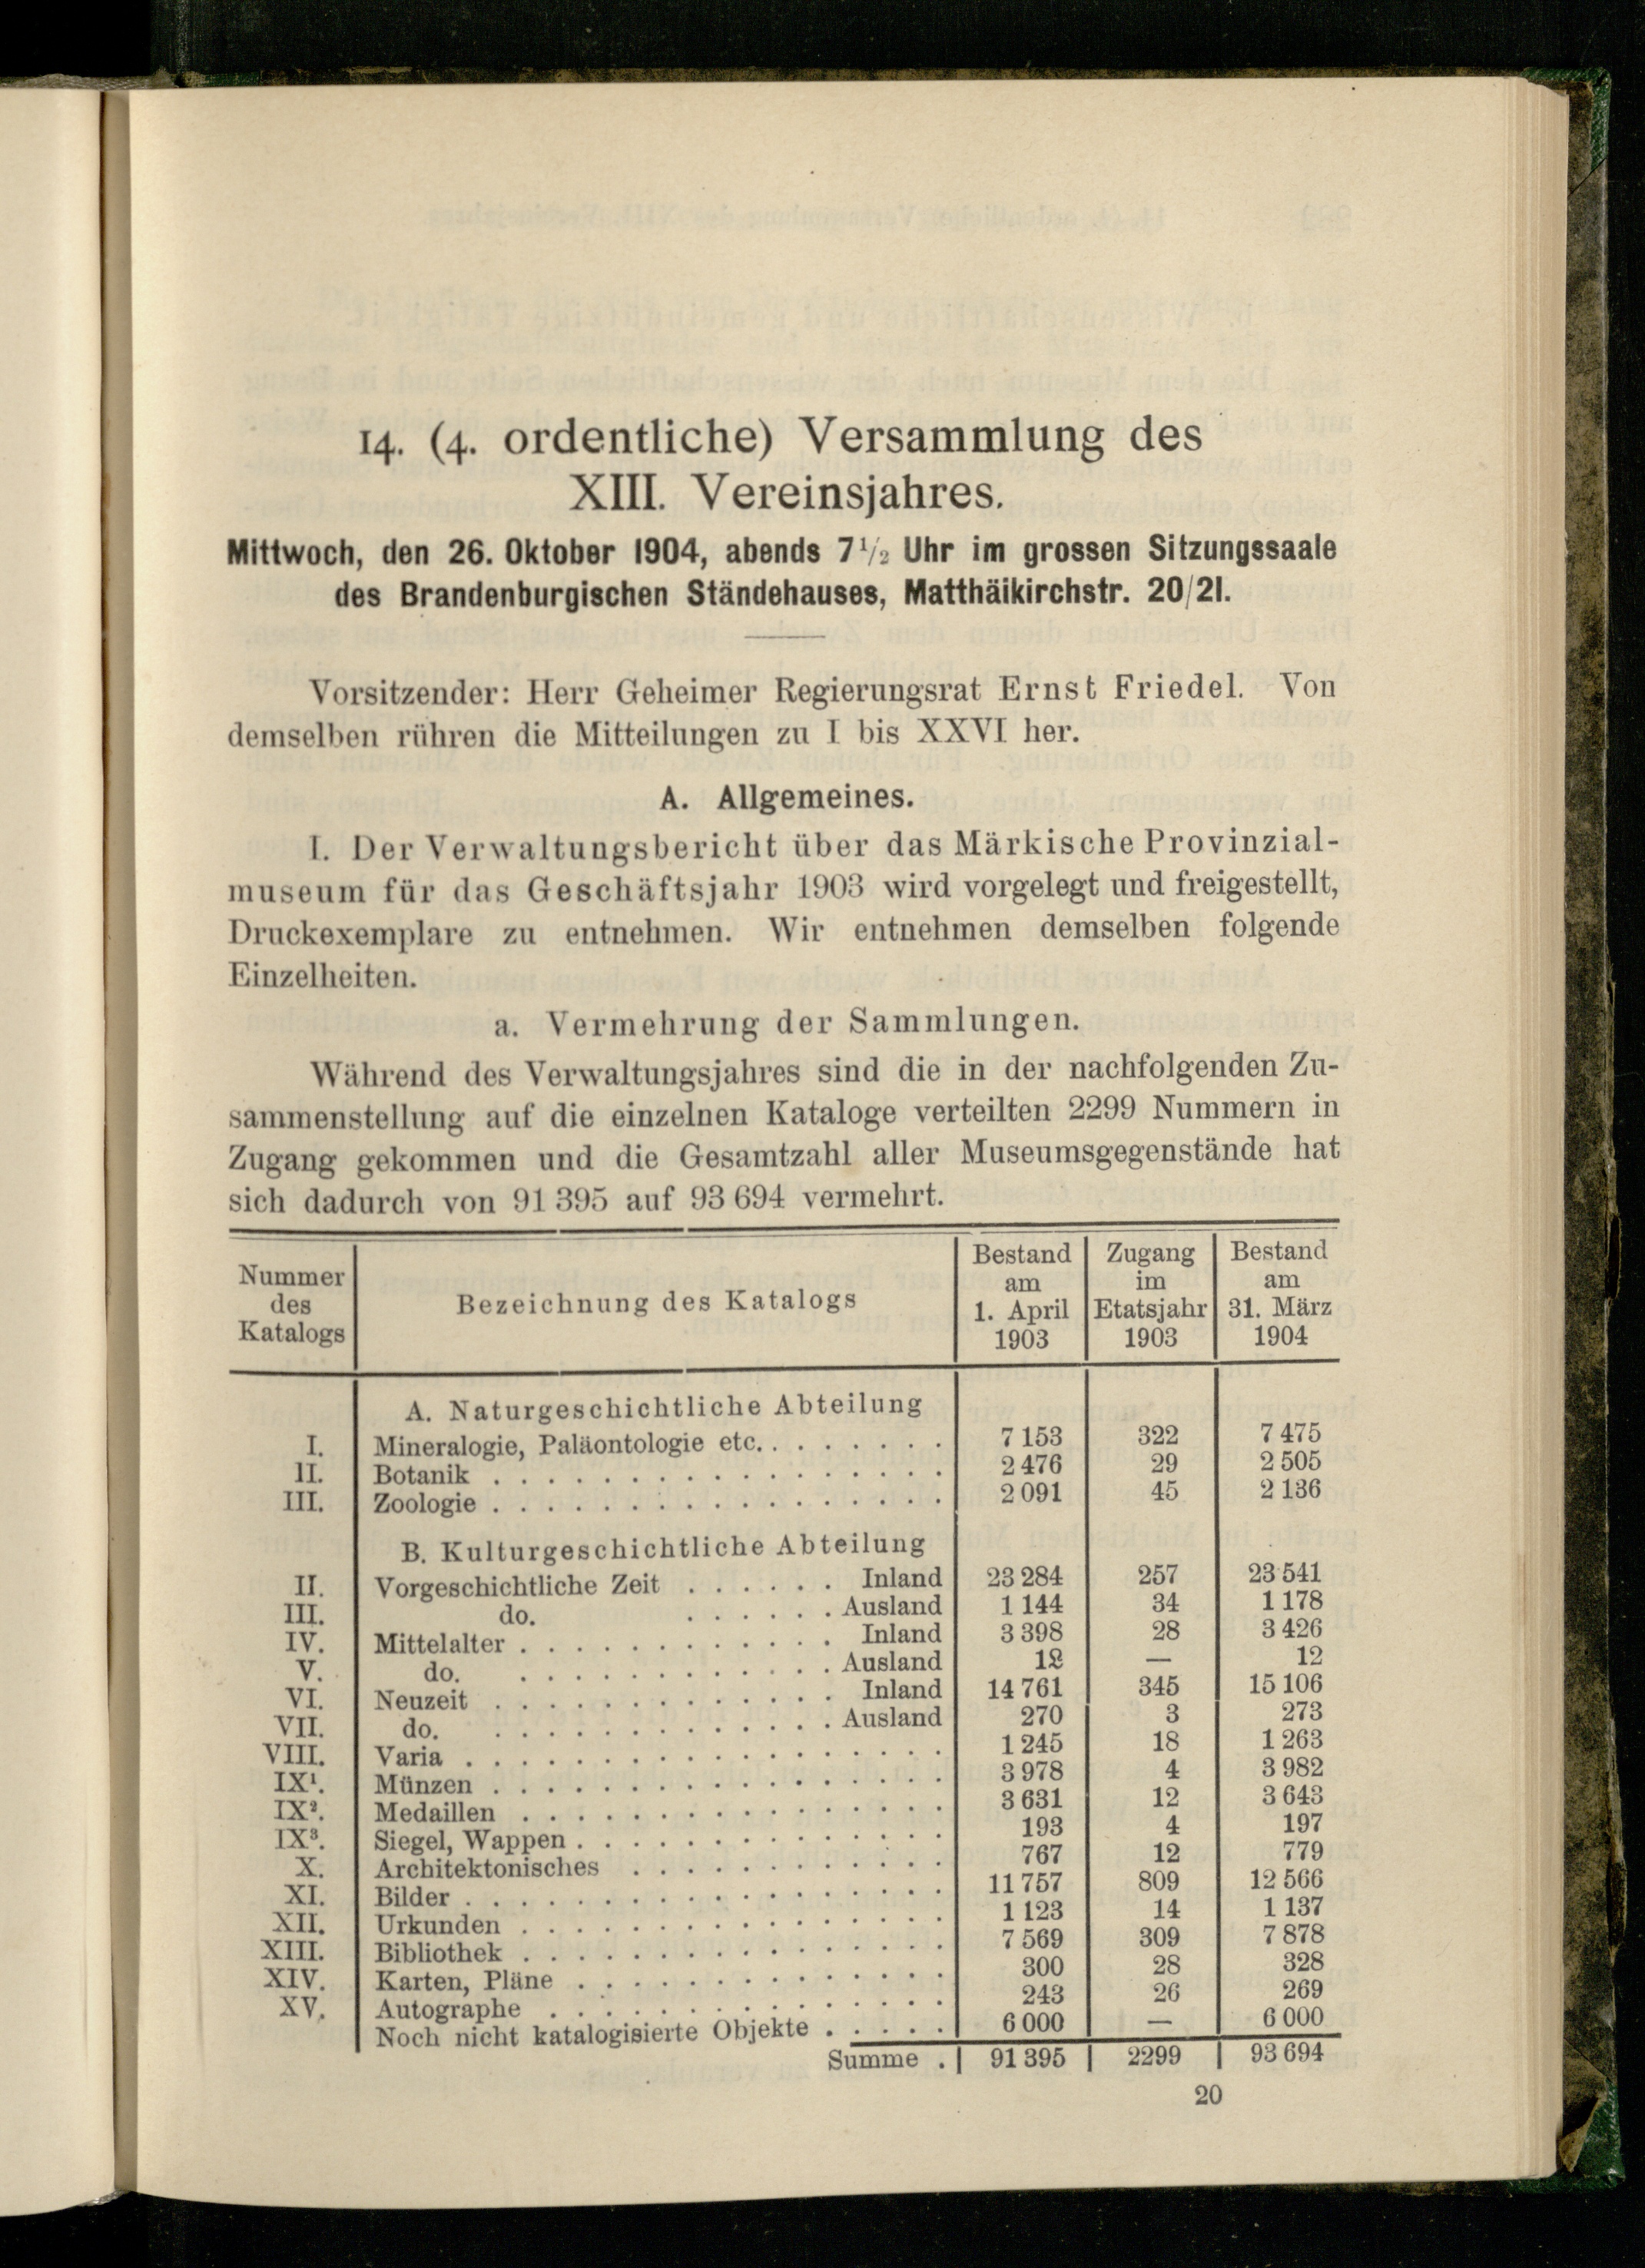 14. (4. ordentliche) Versammlung des
XIII. Vereinsjahres.
Mittwoch, den 26. Oktober 1904, abends 7½ Uhr im grossen Sitzungssaale
des Brandenburgischen Ständehauses, Matthäikirchstr. 20/21.
Vorsitzender: Herr Geheimer Regierungsrat Ernst Friedel. Von
demselben rühren die Mitteilungen zu I bis XXVI her.
A. Allgemeines.
I. Der Verwaltungsbericht über das Märkische Provinzial-
museum für das Geschäftsjahr 1903 wird vorgelegt und freigestellt,
Druckexemplare zu entnehmen. Wir entnehmen demselben folgende
Einzelheiten.
a. Vermehrung der Sammlungen.
Während des Verwaltungsjahres sind die in der nachfolgenden Zu-
sammenstellung auf die einzelnen Kataloge verteilten 2299 Nummern in
Zugang gekommen und die Gesamtzahl aller Museumsgegenstände hat
sich dadurch von 91 395 auf 93 694 vermehrt.
Nummer
des
Katalogs
Bezeichnung des Katalogs
Bestand
am
1. April
1903
Zugang
im
Etatsjahr
1903
Bestand
am
31. März
1904
A. Naturgeschichtliche Abteilung
I. Mineralogie, Paläontologie etc. . . . . . . . 7 153 322 7 475
II. Botanik . . . . . . . . . . . . . . . . . 2 476 29 2 505
III. Zoologie . . . . . . . . . . . . . . . . . 2 091 45 2 136
B. Kulturgeschichtliche Abteilung
II. Vorgeschichtliche Zeit . . . . . . Inland 23 284 257 23 541
III. do. . . . . . . Ausland 1 144 34 1 178
IV. Mittelalter . . . . . . . . . . . . Inland 3 398 28 3 426
V. do. . . . . . . . . . . . . Ausland 12 — 12
VI. Neuzeit . . . . . . . . . . . . . Inland 14 761 345 15 106
VII. do. . . . . . . . . . . . . . Ausland 270 3 273
VIII. Varia . . . . . . . . . . . . . . . . . . 1 245 18 1 263
IX¹. Münzen . . . . . . . . . . . . . . . . . 3 978 4 3 982
IX². Medaillen . . . . . . . . . . . . . . . . 3 631 12 3 643
IX³. Siegel, Wappen . . . . . . . . . . . . . . 193 4 197
X. Architektonisches . . . . . . . . . . . . 767 12 779
XI. Bilder . . . . . . . . . . . . . . . . . . 11 757 809 12 566
XII. Urkunden . . . . . . . . . . . . . . . . 1 123 14 1 137
XIII. Bibliothek . . . . . . . . . . . . . . . . 7 569 309 7 878
XIV. Karten, Pläne . . . . . . . . . . . . . . 300 28 328
XV. Autographe . . . . . . . . . . . . . . . 243 26 269
Noch nicht katalogisierte Objekte . . . . . 6 000 — 6 000
Summe . 91 395 2299 93 694
20